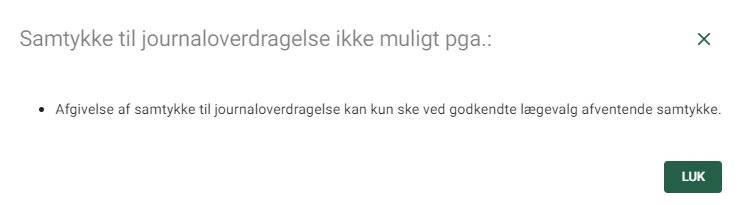 Samtykke til journaloverdragelse ikke muligt pga.:
Afgivelse af samtykke til journaloverdragelse kan kun ske ved godkendte lægevalg afventende samtykke.
LUK